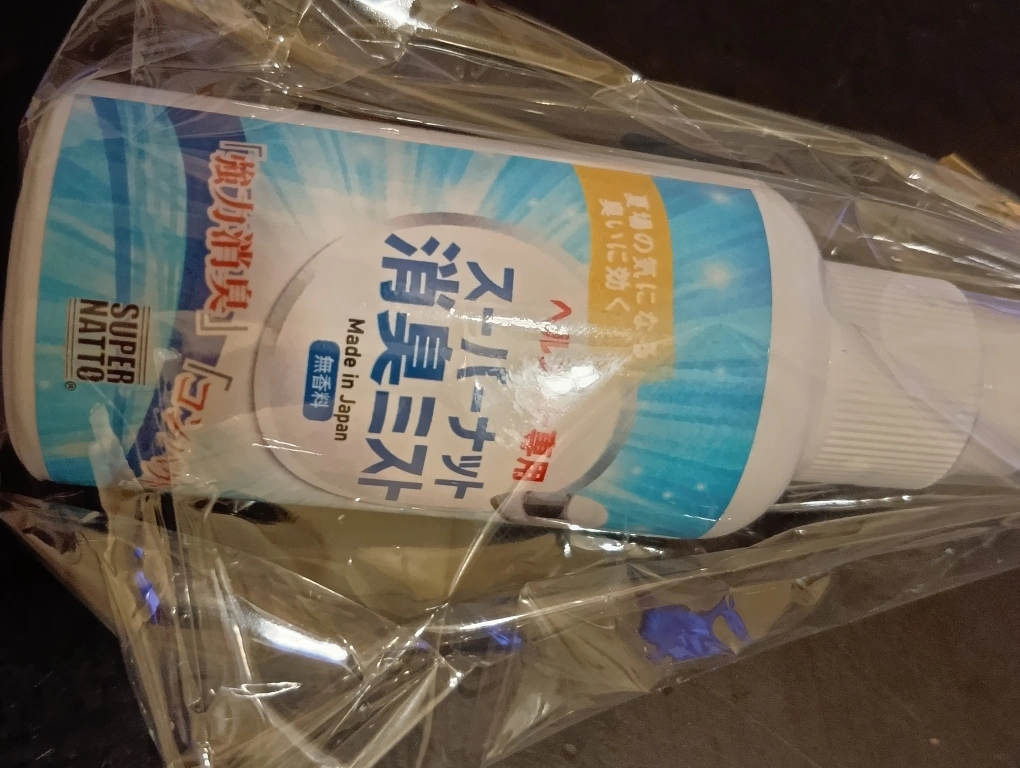 夏場の気になる
臭いに効く
ヘル
専用
スーパーナット
消臭ミスト
Made in Japan
無香料
『強力消臭』
SUPER
NATTO®